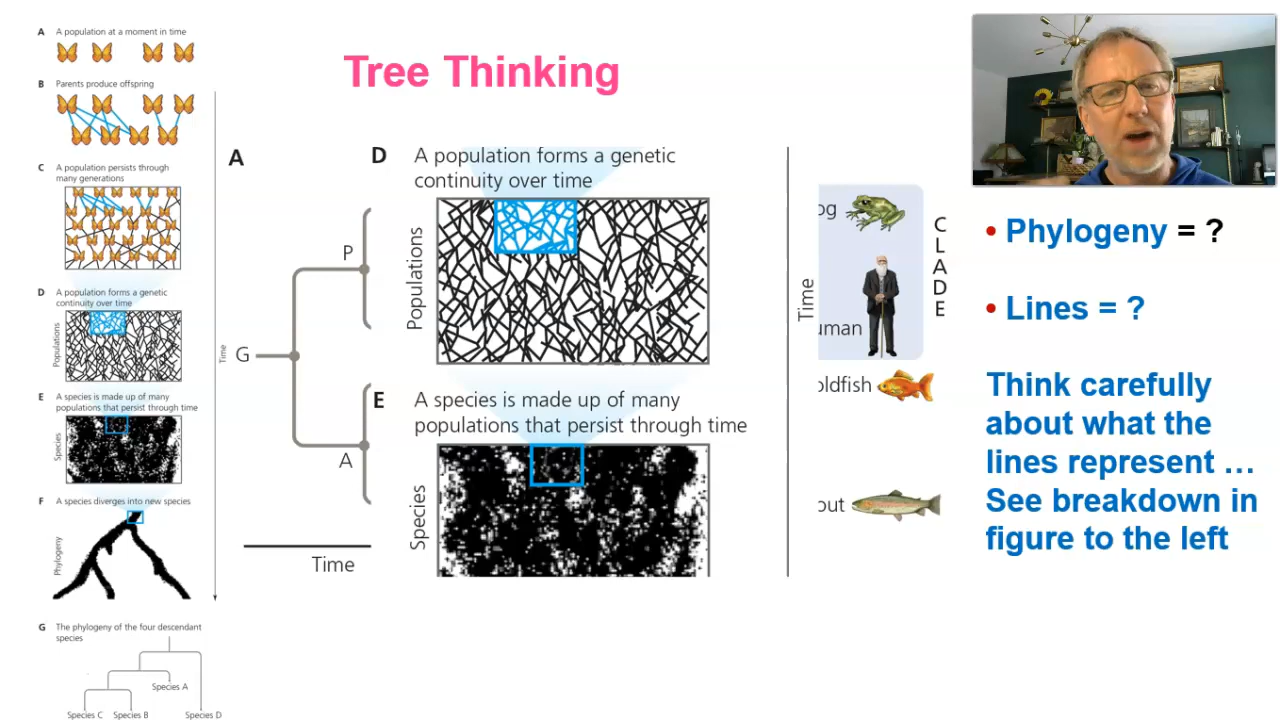 A A population at a moment in time
B Parents produce offspring
C A population persists through
many generations
D A population forms a genetic
continuity over time
Populations
E A species is made up of many
populations that persist through time
Species
F A species diverges into new species
Phylogeny
G The phylogeny of the four descendant
species
Species A
Species C Species B Species D
Time
Tree Thinking
A
P
G
A
Time
D A population forms a genetic
continuity over time
Populations
E A species is made up of many
populations that persist through time
Species
Time
og
uman
CLADE
oldfish
out
• Phylogeny = ?
• Lines = ?
Think carefully
about what the
lines represent …
See breakdown in
figure to the left